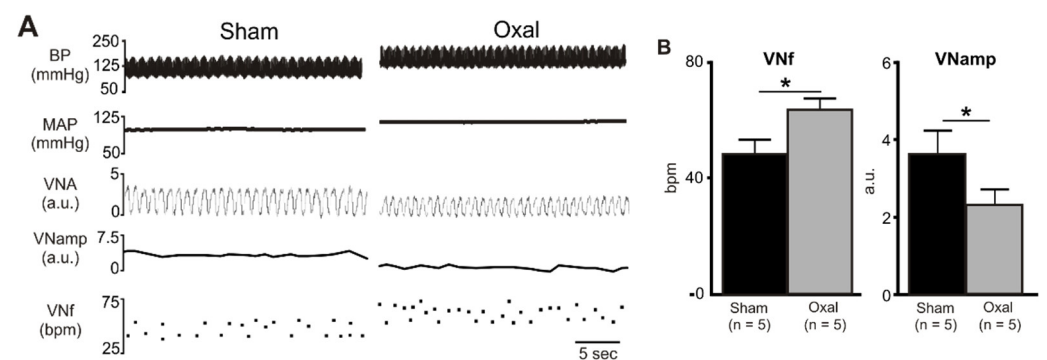 A
Sham
Oxal
BP
(mmHg)
250
125
50
MAP
(mmHg)
125
50
VNA
(a.u.)
5
0
VNamp
(a.u.)
7.5
0
VNf
(bpm)
75
25
5 sec
B
VNf
80
40
0
bpm
*
Sham
(n = 5)
Oxal
(n = 5)
VNamp
6
4
2
0
a.u.
*
Sham
(n = 5)
Oxal
(n = 5)